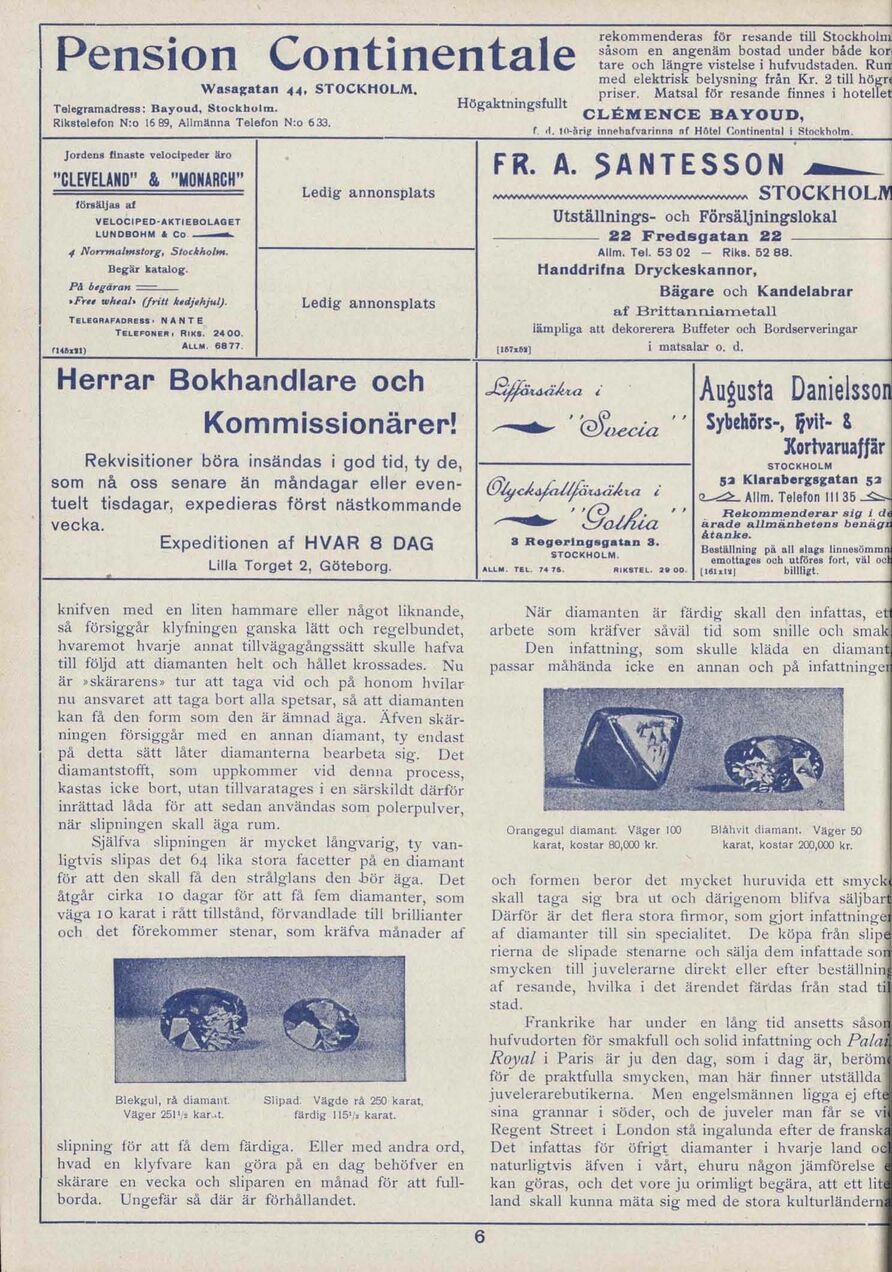 Pension Continentale
Wasagatan 44, STOCKHOLM.
Telegramadress: Bayoud, Stockholm.
Rikstelefon N:o 16 89, Allmänna Telefon N:o 6 33.
Högaktningsfullt
rekommenderas för resande till Stockholm
såsom en angenäm bostad under både kor
tare och längre vistelse i hufvudstaden. Rum
med elektrisk belysning från Kr. 2 till högre
priser. Matsal för resande finnes i hotellet
CLÉMENCE BAYOUD,
f. d. 10-årig innehafvarinna af Hôtel Continental i Stockholm.
Jordens finaste velocipeder äro
"CLEVELAND" & "MONARCH"
försäljas af
VELOCIPED-AKTIEBOLAGET
LUNDBOHM & Co
4 Norrmalmstorg, Stockholm.
Begär katalog.
På begäran
»Free wheal» (fritt kedjehjul).
TELEGRAFADRESS: NANTE
TELEFONER: RIKS. 24 00.
ALLM. 68 77.
Ledig annonsplats
Ledig annonsplats
FR. A. SANTESSON
STOCKHOLM
Utställnings- och Försäljningslokal
22 Fredsgatan 22
Allm. Tel. 53 02 — Riks. 52 88.
Handdrifna Dryckeskannor,
Bägare och Kandelabrar
af Brittanniametall
lämpliga att dekorerera Buffeter och Bordserveringar
i matsalar o. d.
Herrar Bokhandlare och
Kommissionärer!
Rekvisitioner böra insändas i god tid, ty de,
som nå oss senare än måndagar eller even-
tuelt tisdagar, expedieras först nästkommande
vecka.
Expeditionen af HVAR 8 DAG
Lilla Torget 2, Göteborg.
Lifförsäkra i
"Svecia"
Olycksfallförsäkra i
"Gothia"
3 Regeringsgatan 3.
STOCKHOLM.
ALLM. TEL. 74 76. RIKSTEL. 29 00.
Augusta Danielsson
Sybehörs-, Hvit- &
Kortvaruaffär
STOCKHOLM
52 Klarabergsgatan 52
Allm. Telefon 111 35
Rekommenderar sig i de
ärade allmänhetens benägn
åtanke.
Beställning på all slags linnesömmn
emottages och utföres fort, väl och
[161x12] billligt.
knifven med en liten hammare eller något liknande,
så försiggår klyfningen ganska lätt och regelbundet,
hvaremot hvarje annat tillvägagångssätt skulle hafva
till följd att diamanten helt och hållet krossades. Nu
är »skärarens» tur att taga vid och på honom hvilar
nu ansvaret att taga bort alla spetsar, så att diamanten
kan få den form som den är ämnad äga. Äfven skär-
ningen försiggår med en annan diamant, ty endast
på detta sätt låter diamanterna bearbeta sig. Det
diamantstofft, som uppkommer vid denna process,
kastas icke bort, utan tillvaratages i en särskildt därför
inrättad låda för att sedan användas som polerpulver,
när slipningen skall äga rum.
Själfva slipningen är mycket långvarig, ty van-
ligtvis slipas det 64 lika stora facetter på en diamant
för att den skall få den strålglans den bör äga. Det
åtgår cirka 10 dagar för att få fem diamanter, som
väga 10 karat i rått tillstånd, förvandlade till brillianter
och det förekommer stenar, som kräfva månader af
Blekgul, rå diamant.
Väger 251½ karat.
Slipad. Vägde rå 250 karat,
färdig 115½ karat.
slipning för att få dem färdiga. Eller med andra ord,
hvad en klyfvare kan göra på en dag behöfver en
skärare en vecka och sliparen en månad för att full-
borda. Ungefär så där är förhållandet.
När diamanten är färdig skall den infattas, ett
arbete som kräfver såväl tid som snille och smak.
Den infattning, som skulle kläda en diamant,
passar måhända icke en annan och på infattningen
Orangegul diamant. Väger 100
karat, kostar 80,000 kr.
Blåhvit diamant. Väger 50
karat, kostar 200,000 kr.
och formen beror det mycket huruvida ett smycke
skall taga sig bra ut och därigenom blifva säljbart
Därför är det flera stora firmor, som gjort infattningen
af diamanter till sin specialitet. De köpa från slipe
rierna de slipade stenarne och sälja dem infattade som
smycken till juvelerarne direkt eller efter beställning
af resande, hvilka i det ärendet färdas från stad till
stad.
Frankrike har under en lång tid ansetts såson
hufvudorten för smakfull och solid infattning och Palai
Royal i Paris är ju den dag, som i dag är, berömd
för de praktfulla smycken, man här finner utställda
juvelerarebutikerna. Men engelsmännen ligga ej efte
sina grannar i söder, och de juveler man får se vi
Regent Street i London stå ingalunda efter de franska
Det infattas för öfrigt diamanter i hvarje land oc
naturligtvis äfven i vårt, ehuru någon jämförelse
kan göras, och det vore ju orimligt begära, att ett lite
land skall kunna mäta sig med de stora kulturländerna
6